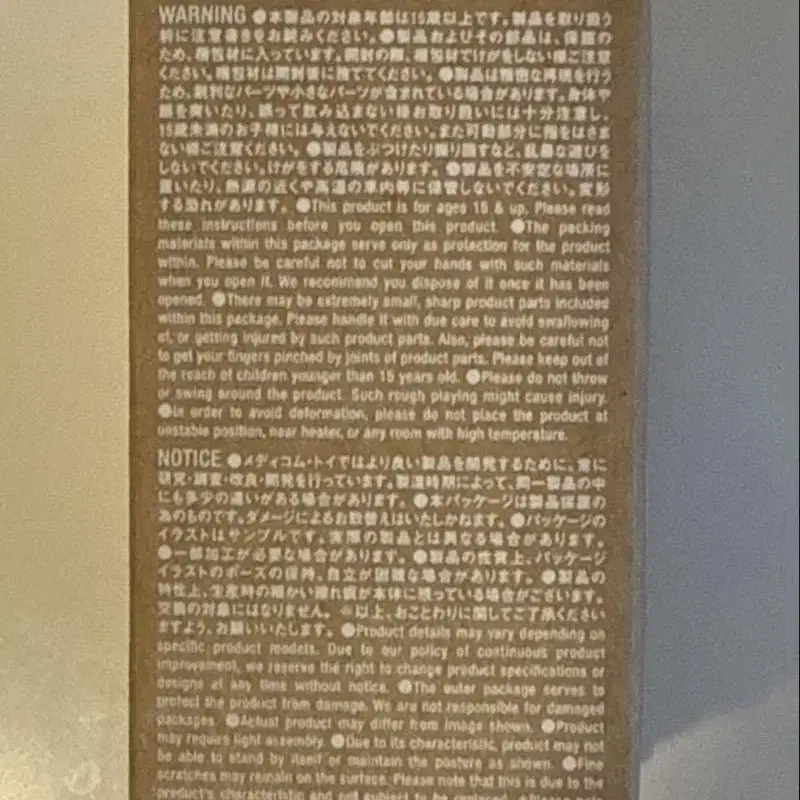 WARNING ●本製品の対象年齢は15歳以上です。製品を取り扱う
前に注意書きをお読みください。●製品およびその部品は、保護の
ため、梱包材に入っています。開封の際、梱包材でけがをしない様ご注意
ください。梱包材は開封後に捨ててください。●製品は精密な再現を行う
ため、鋭利なパーツや小さなパーツが含まれている場合があります。身体や
顔を突いたり、誤って飲み込まない様お取り扱いには十分注意し、
15歳未満のお子様には与えないでください。また可動部分に指をはさま
ない様ご注意ください。●製品をぶつけたり振り回すなど、乱暴な遊びを
しないでください。けがをする危険があります。●製品を不安定な場所に
置いたり、熱源の近くや高温の車内等に保管しないでください。変形
する恐れがあります。●This product is for ages 15 & up. Please read
these instructions before you open this product. ●The packing
materials within this package serve only as protection for the product
within. Please be careful not to cut your hands with such materials
when you open it. We recommend you dispose of it once it has been
opened. ●There may be extremely small, sharp product parts included
within this package. Please handle it with due care to avoid swallowing
of, or getting injured by such product parts. Also, please be careful not
to get your fingers pinched by joints of product parts. Please keep out of
the reach of children younger than 15 years old. ●Please do not throw
or swing around the product. Such rough playing might cause injury.
●In order to avoid deformation, please do not place the product at
unstable position, near heater, or any room with high temperature.
NOTICE ●メディコム・トイではより良い製品を開発するために、常に
研究・調査・改良・開発を行っています。製造時期によって、同一製品の中
にも多少の違いがある場合があります。●本パッケージは製品保護の
為のものです。ダメージによるお取替えはいたしかねます。●パッケージの
イラストはサンプルです。実際の製品とは異なる場合があります。
●一部加工が必要な場合があります。●製品の性質上、パッケージ
イラストのポーズの保持、自立が困難な場合があります。●製品の
特性上、生産時の細かい擦れ傷が本体に残っている場合がございます。
交換の対象にはなりません。※以上、おことわりに関してご了承ください
ますよう、お願いいたします。●Product details may vary depending on
specific product models. Due to our policy of continuous product
improvement, we reserve the right to change product specifications or
designs at any time without notice. ●The outer package serves to
protect the product from damage. We are not responsible for damaged
packages. ●Actual product may differ from image shown. ●Product
may require light assembly. ●Due to its characteristic, product may not
be able to stand by itself or maintain the posture as shown. ●Fine
scratches may remain on the surface. Please note that this is due to the
product's characteristic and not subject to be replaced.